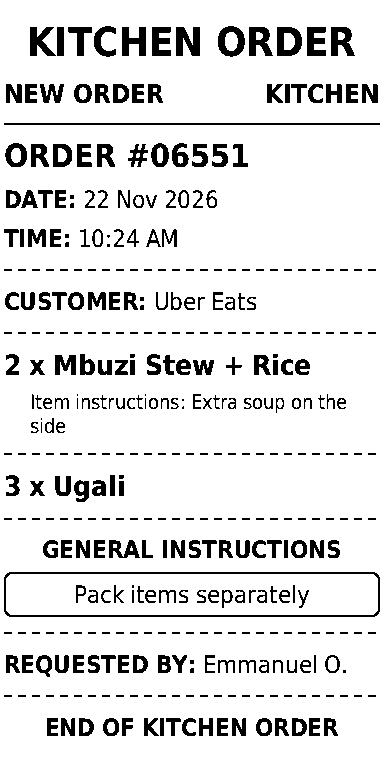 KITCHEN ORDER
NEW ORDER KITCHEN
ORDER #06551
DATE: 22 Nov 2026
TIME: 10:24 AM
CUSTOMER: Uber Eats
2 x Mbuzi Stew + Rice
Item instructions: Extra soup on the
side
3 x Ugali
GENERAL INSTRUCTIONS
Pack items separately
REQUESTED BY: Emmanuel O.
END OF KITCHEN ORDER